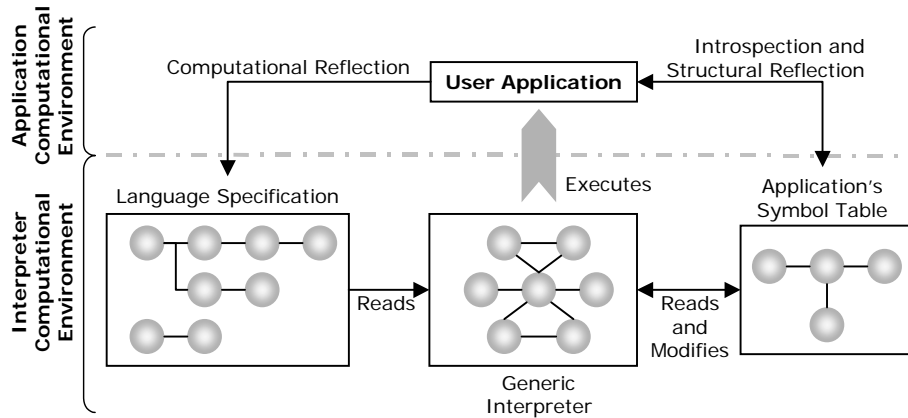 Application
Computational
Environment
Computational Reflection
User Application
Introspection and
Structural Reflection
Executes
Interpreter
Computational
Environment
Language Specification
Application's
Symbol Table
Reads
Reads
and
Modifies
Generic
Interpreter